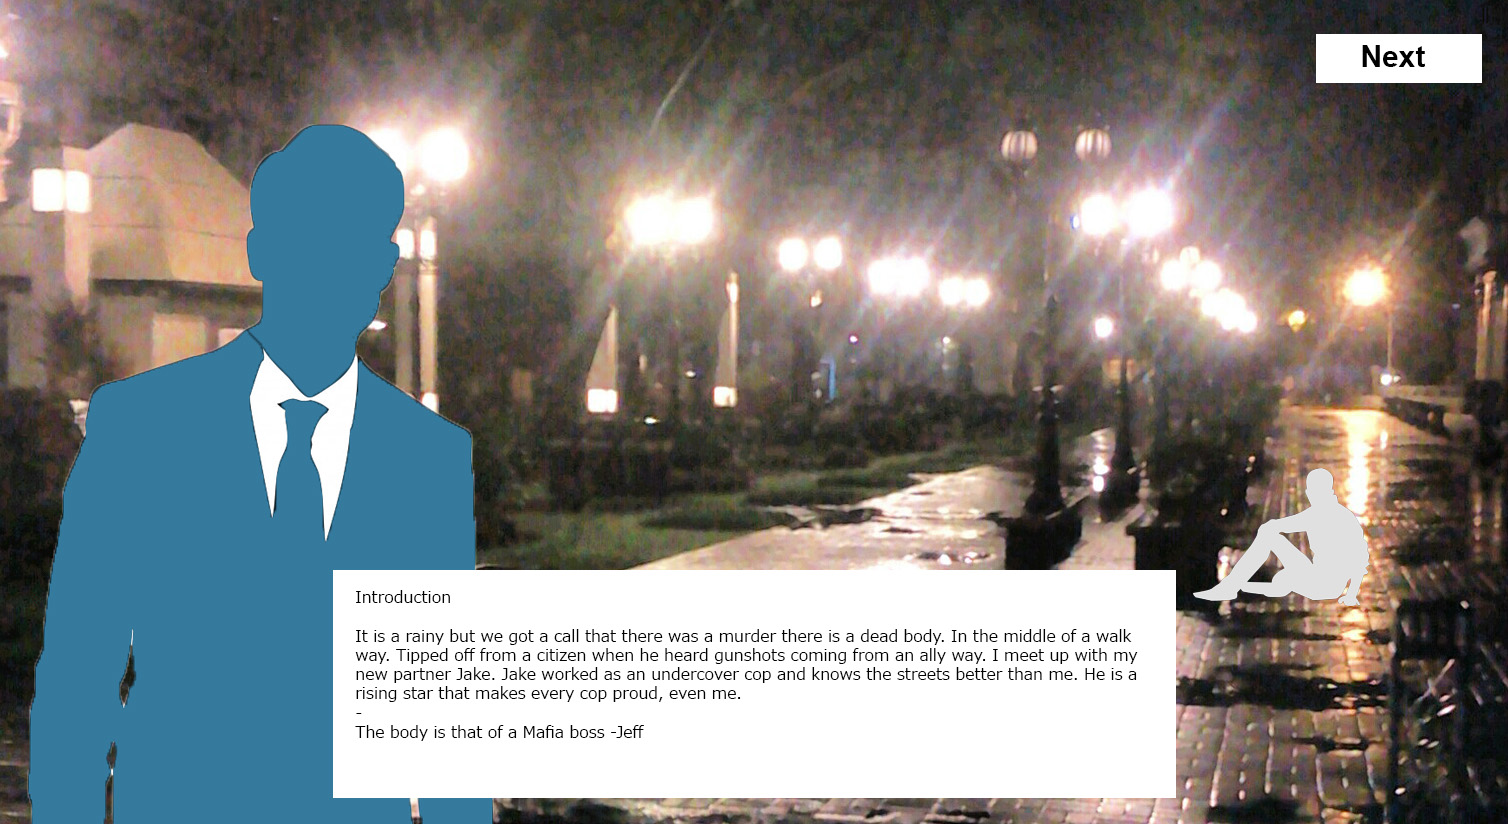 Next
Introduction
It is a rainy but we got a call that there was a murder there is a dead body. In the middle of a walk
way. Tipped off from a citizen when he heard gunshots coming from an ally way. I meet up with my
new partner Jake. Jake worked as an undercover cop and knows the streets better than me. He is a
rising star that makes every cop proud, even me.
-
The body is that of a Mafia boss -Jeff